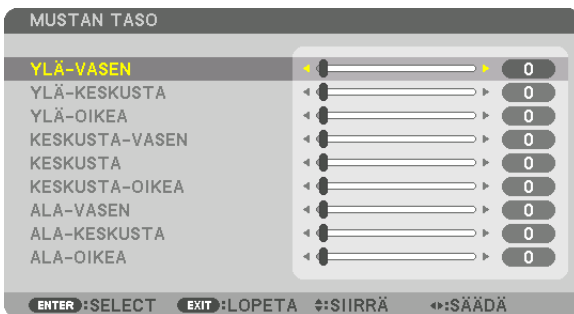 MUSTAN TASO
YLÄ-VASEN 0
YLÄ-KESKUSTA 0
YLÄ-OIKEA 0
KESKUSTA-VASEN 0
KESKUSTA 0
KESKUSTA-OIKEA 0
ALA-VASEN 0
ALA-KESKUSTA 0
ALA-OIKEA 0
ENTER :SELECT EXIT :LOPETA :SIIRRÄ :SÄÄDÄ